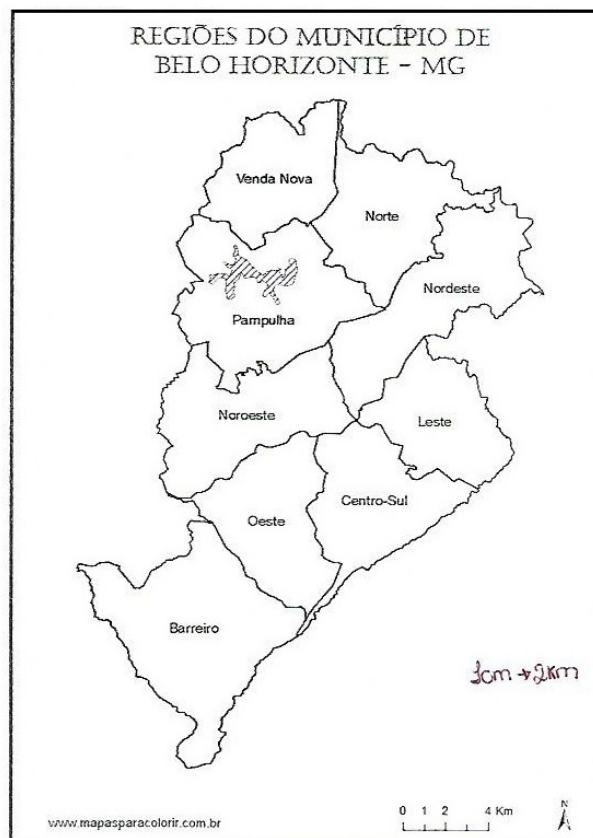 REGIÕES DO MUNICÍPIO DE
BELO HORIZONTE - MG
Venda Nova
Norte
Nordeste
Pampulha
Noroeste
Leste
Centro-Sul
Oeste
Barreiro
1cm → 2Km
0 1 2 4 Km
N
www.mapasparacolorir.com.br